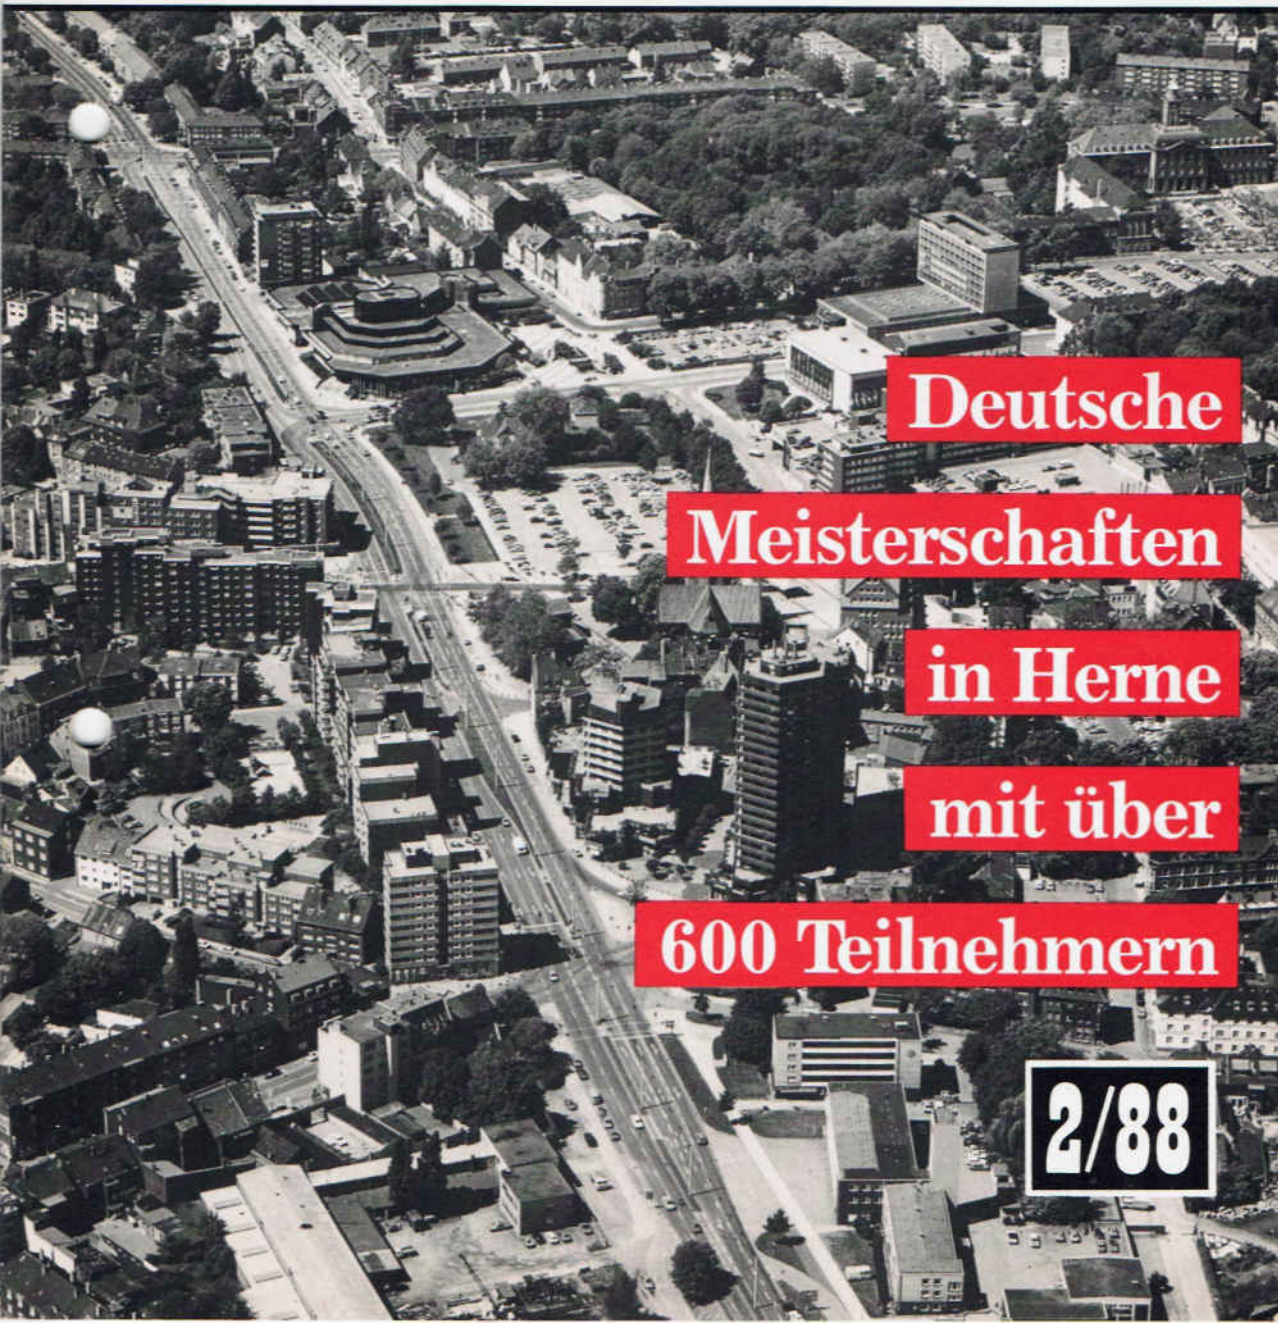 Deutsche
Meisterschaften
in Herne
mit über
600 Teilnehmern
2/88